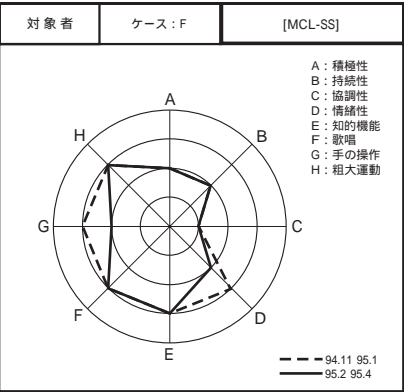 対象者 ケース：F [MCL-SS]
A：積極性
B：持続性
C：協調性
D：情緒性
E：知的機能
F：歌唱
G：手の操作
H：粗大運動
A
H B
G C
F D
E
94.11 95.1
95.2 95.4